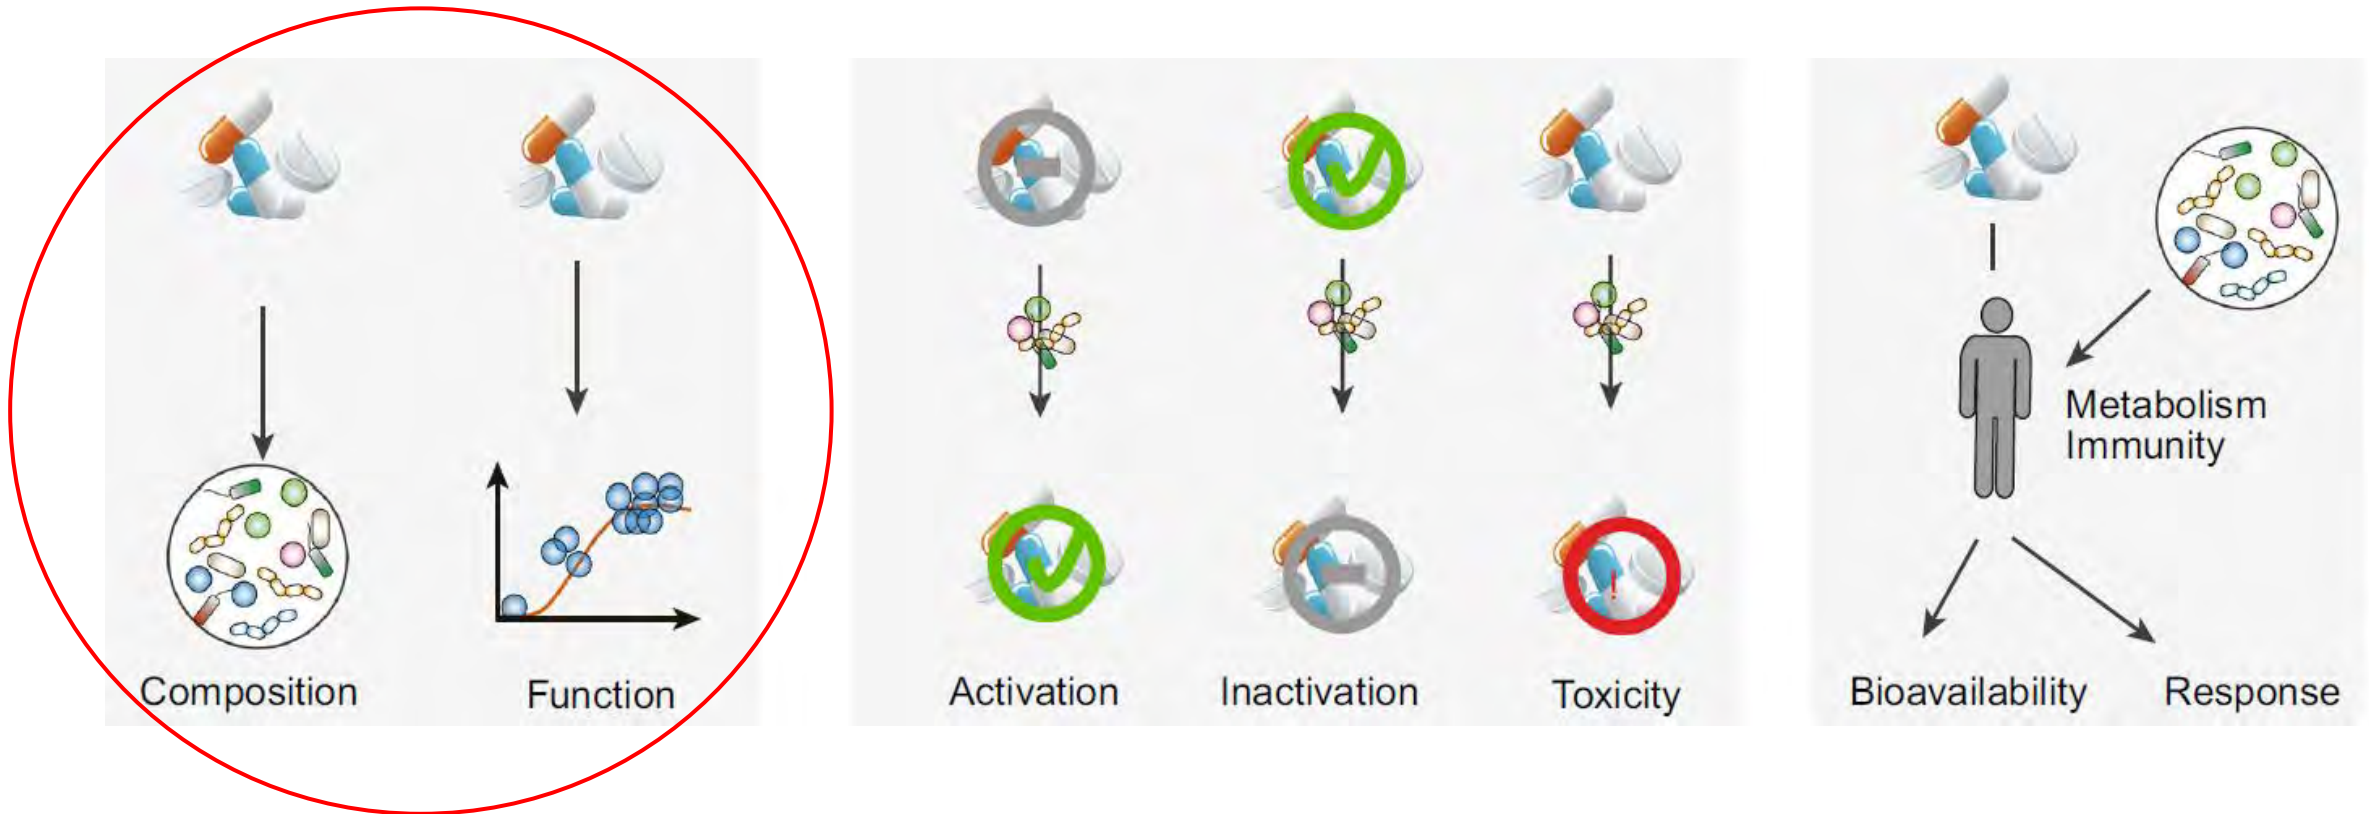 Composition
Function
Activation
Inactivation
Toxicity
Metabolism
Immunity
Bioavailability
Response
!